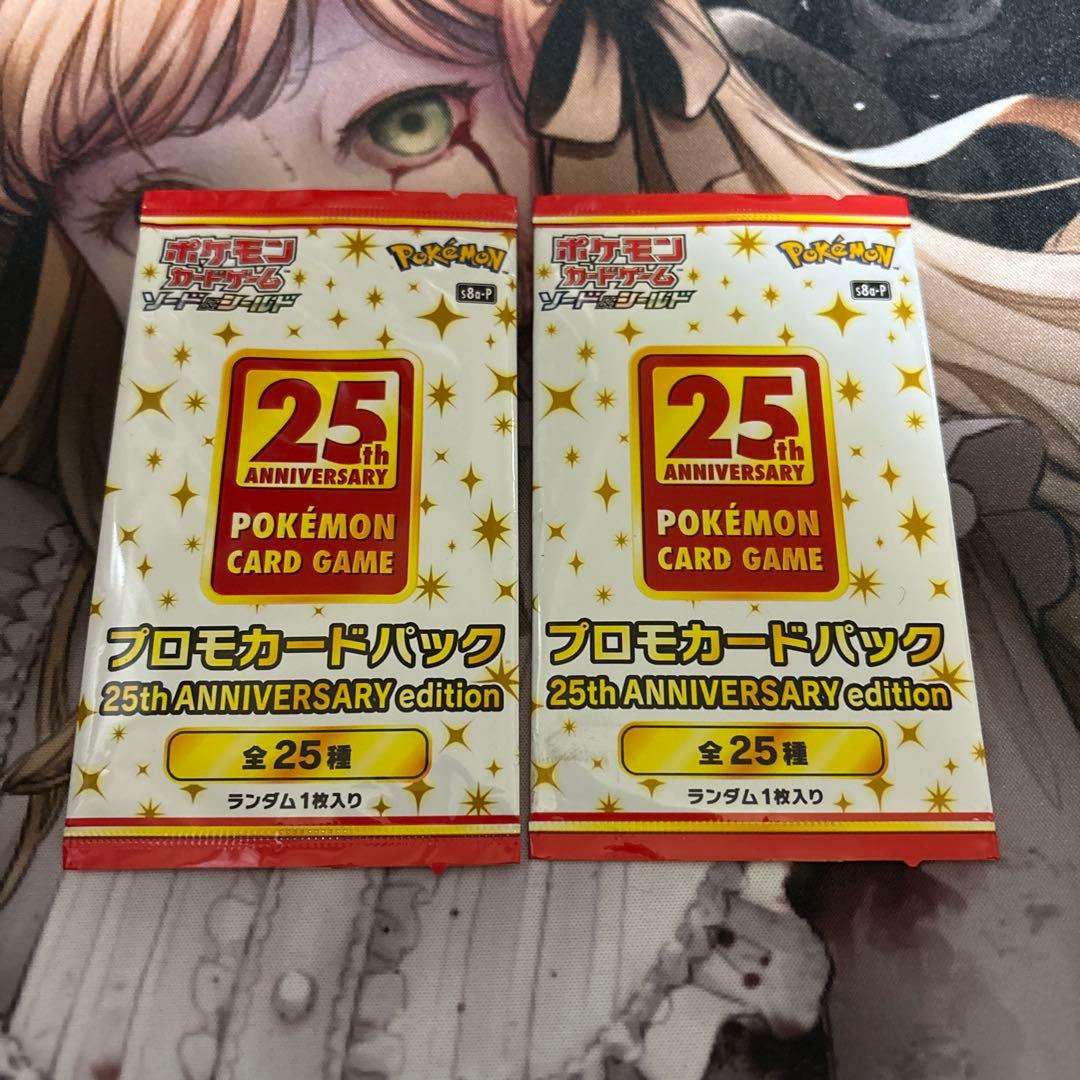 ポケモン
カードゲーム
ソード&シールド
POKÉMON
s8a-P
25th
ANNIVERSARY
POKÉMON
CARD GAME
プロモカードパック
25th ANNIVERSARY edition
全25種
ランダム1枚入り
ポケモン
カードゲーム
ソード&シールド
POKÉMON
s8a-P
25th
ANNIVERSARY
POKÉMON
CARD GAME
プロモカードパック
25th ANNIVERSARY edition
全25種
ランダム1枚入り